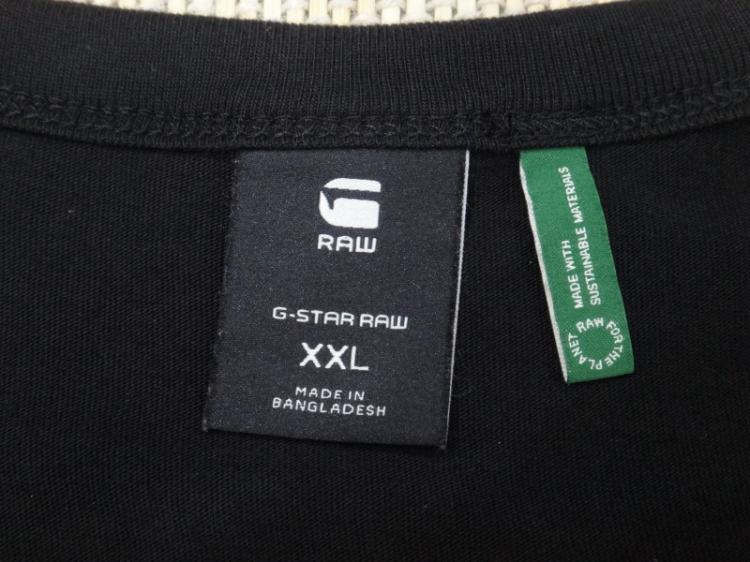 RAW
G-STAR RAW
XXL
MADE IN
BANGLADESH
MADE WITH
SUSTAINABLE MATERIALS
RAW FOR THE PLANET